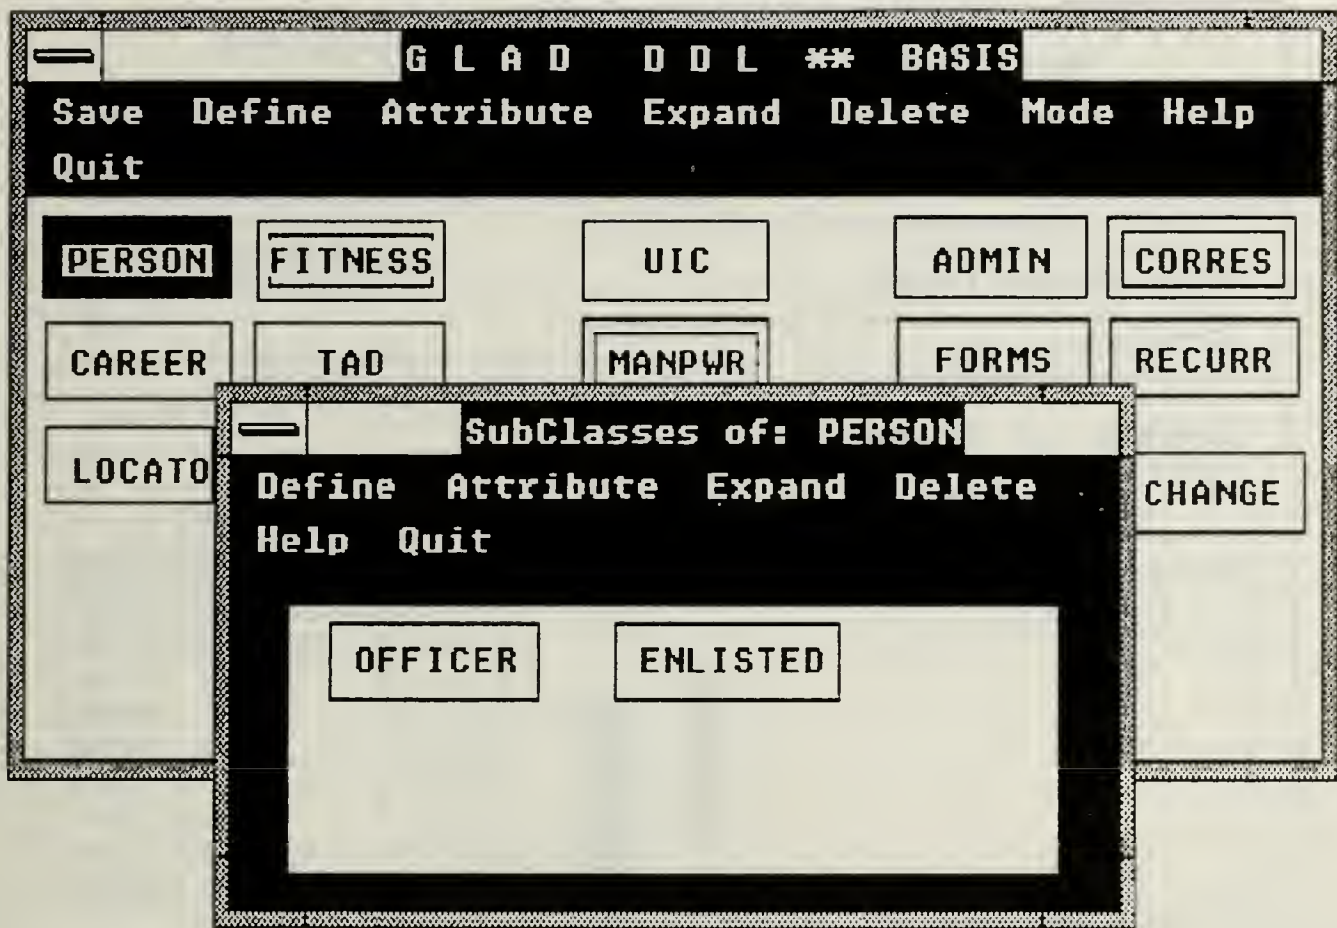 G L A D   D D L  **  BASIS
Save  Define  Attribute  Expand  Delete  Mode  Help
Quit
PERSON  FITNESS  UIC  ADMIN  CORRES
CAREER  TAD  MANPWR  FORMS  RECURR
LOCATO  CHANGE
SubClasses of: PERSON
Define  Attribute  Expand  Delete
Help  Quit
OFFICER  ENLISTED